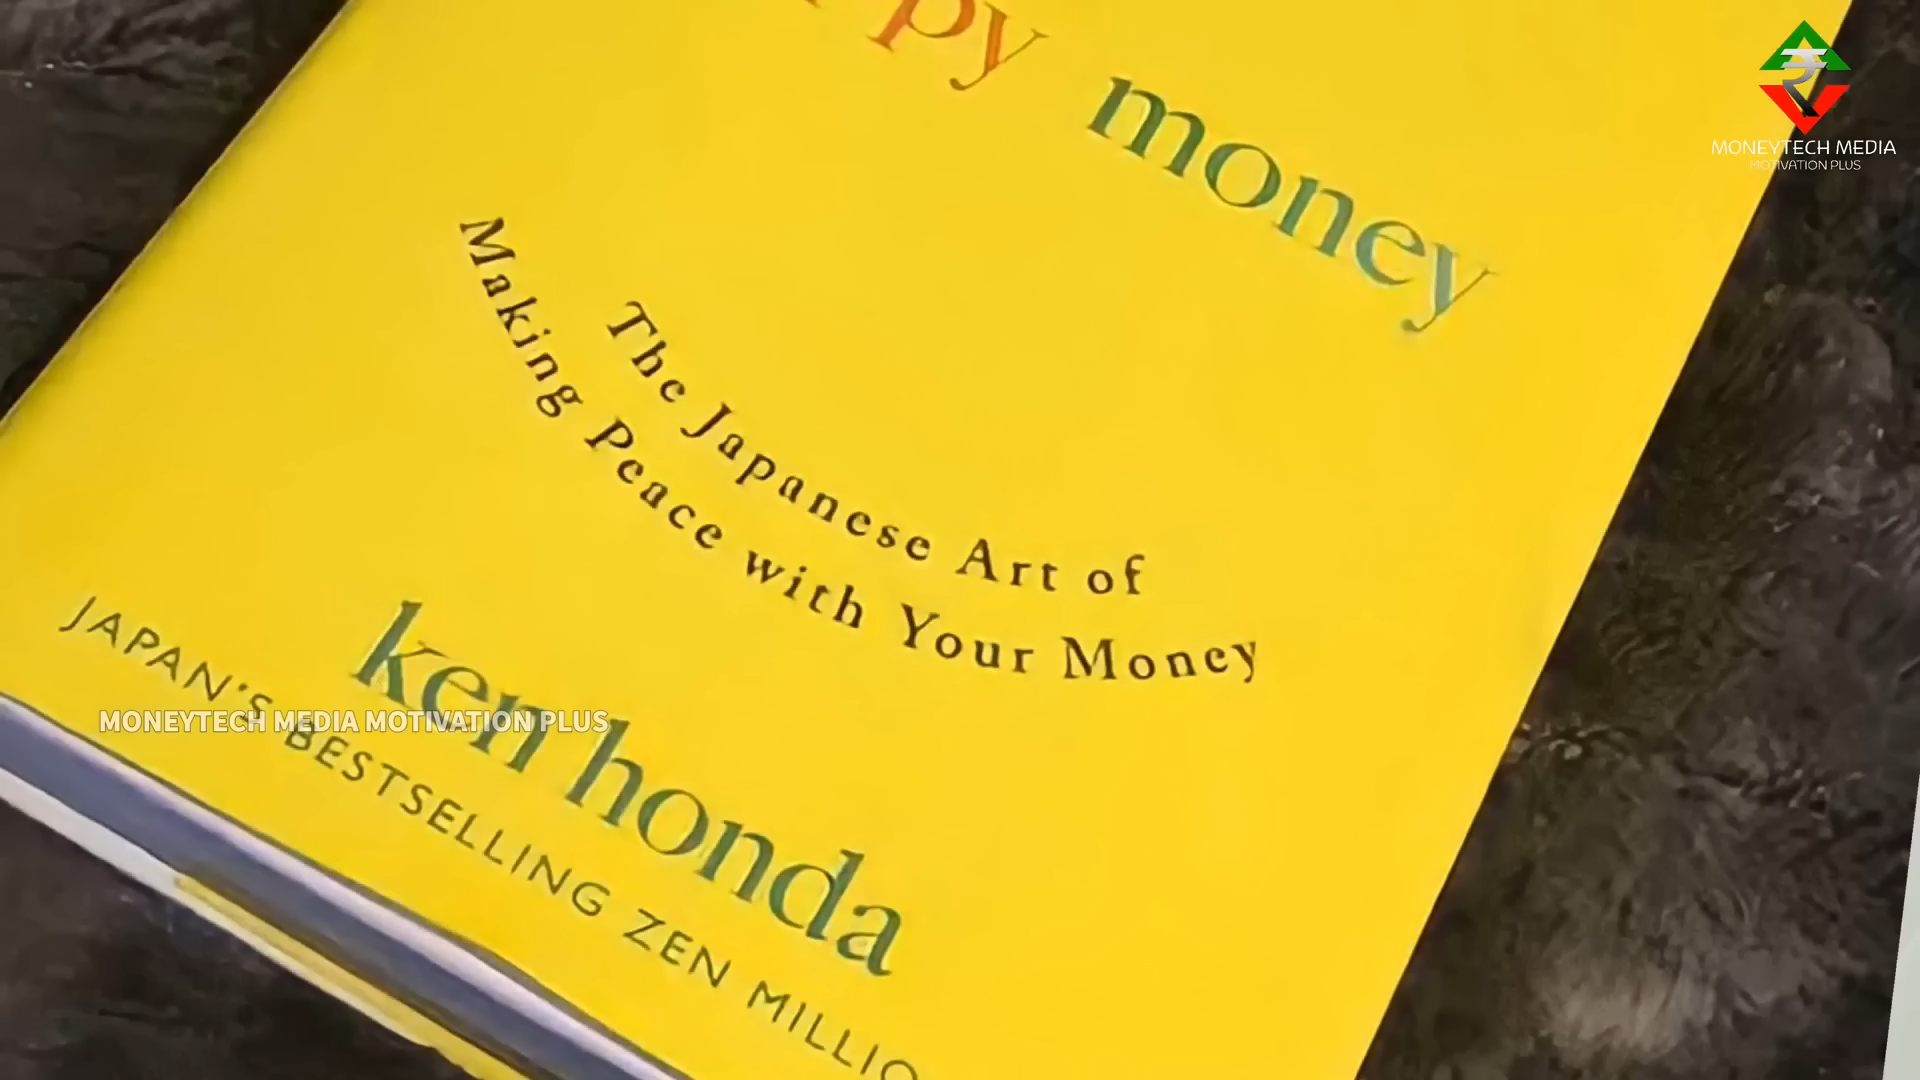 ppy money
The Japanese Art of
Making Peace with Your Money
ken honda
JAPAN'S BESTSELLING ZEN MILLIO
MONEYTECH MEDIA
MOTIVATION PLUS
MONEYTECH MEDIA MOTIVATION PLUS